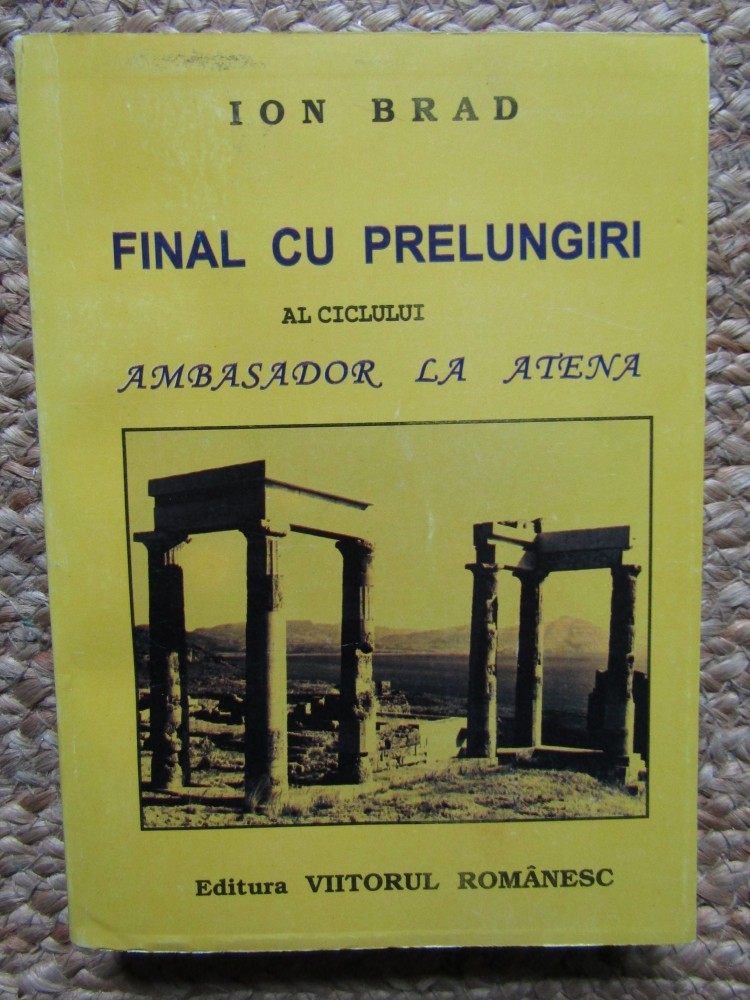 ION BRAD
FINAL CU PRELUNGIRI
AL CICLULUI
AMBASADOR LA ATENA
Editura VIITORUL ROMÂNESC